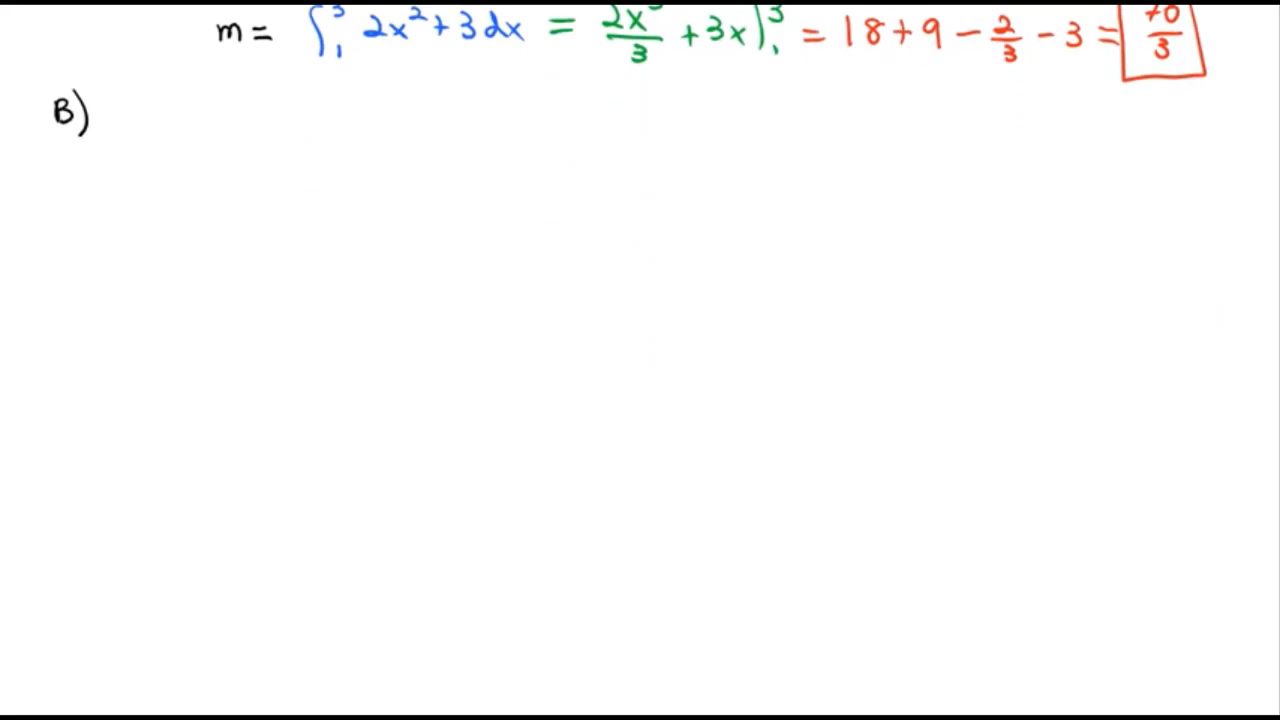 m = ∫₁³ 2x² + 3 dx = 2x³/3 + 3x |₁³ = 18 + 9 - 2/3 - 3 = 70/3
B)